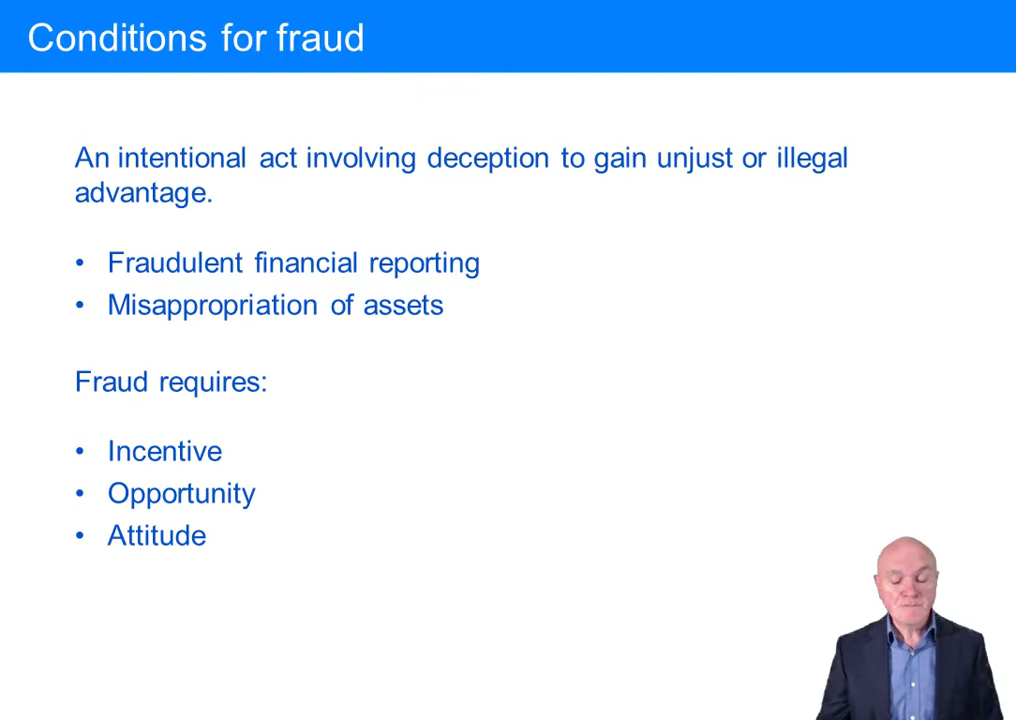 Conditions for fraud
An intentional act involving deception to gain unjust or illegal
advantage.
• Fraudulent financial reporting
• Misappropriation of assets
Fraud requires:
• Incentive
• Opportunity
• Attitude